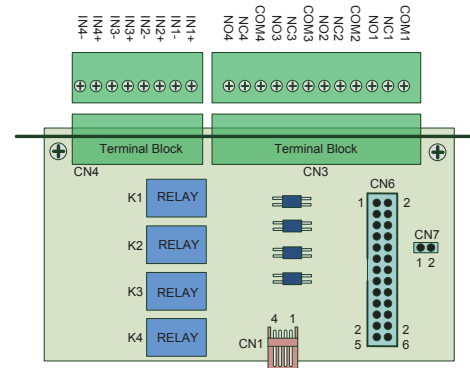 IN4- IN4+ IN3- IN3+ IN2- IN2+ IN1- IN1+
NO4 NC4 COM4 NO3 NC3 COM3 NO2 NC2 COM2 NO1 NC1 COM1
Terminal Block
Terminal Block
CN4
CN3
K1 RELAY
K2 RELAY
K3 RELAY
K4 RELAY
CN6
1 2
CN7
1 2
2 2
5 6
4 1
CN1